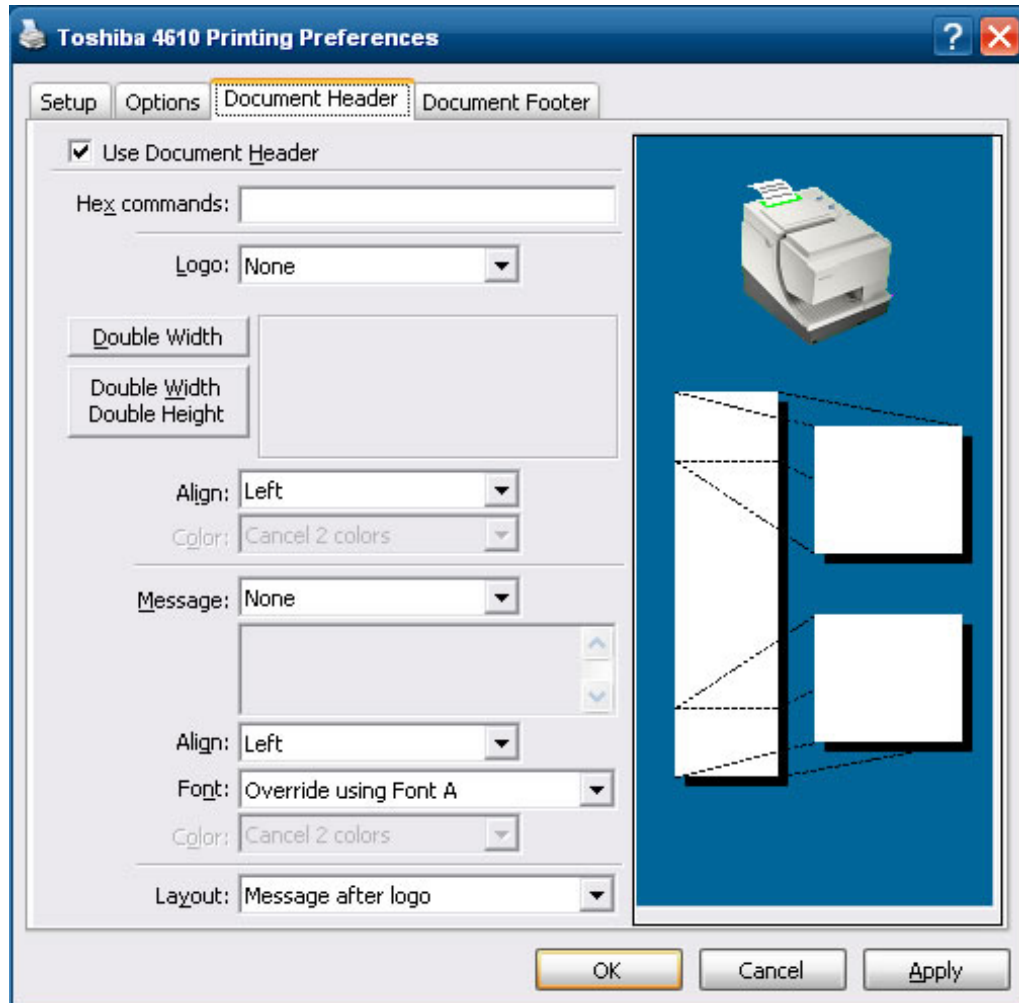 Toshiba 4610 Printing Preferences
?
Setup
Options
Document Header
Document Footer
Use Document Header
Hex commands:
Logo: None
Double Width
Double Width
Double Height
Align: Left
Color: Cancel 2 colors
Message: None
Align: Left
Font: Override using Font A
Color: Cancel 2 colors
Layout: Message after logo
OK
Cancel
Apply